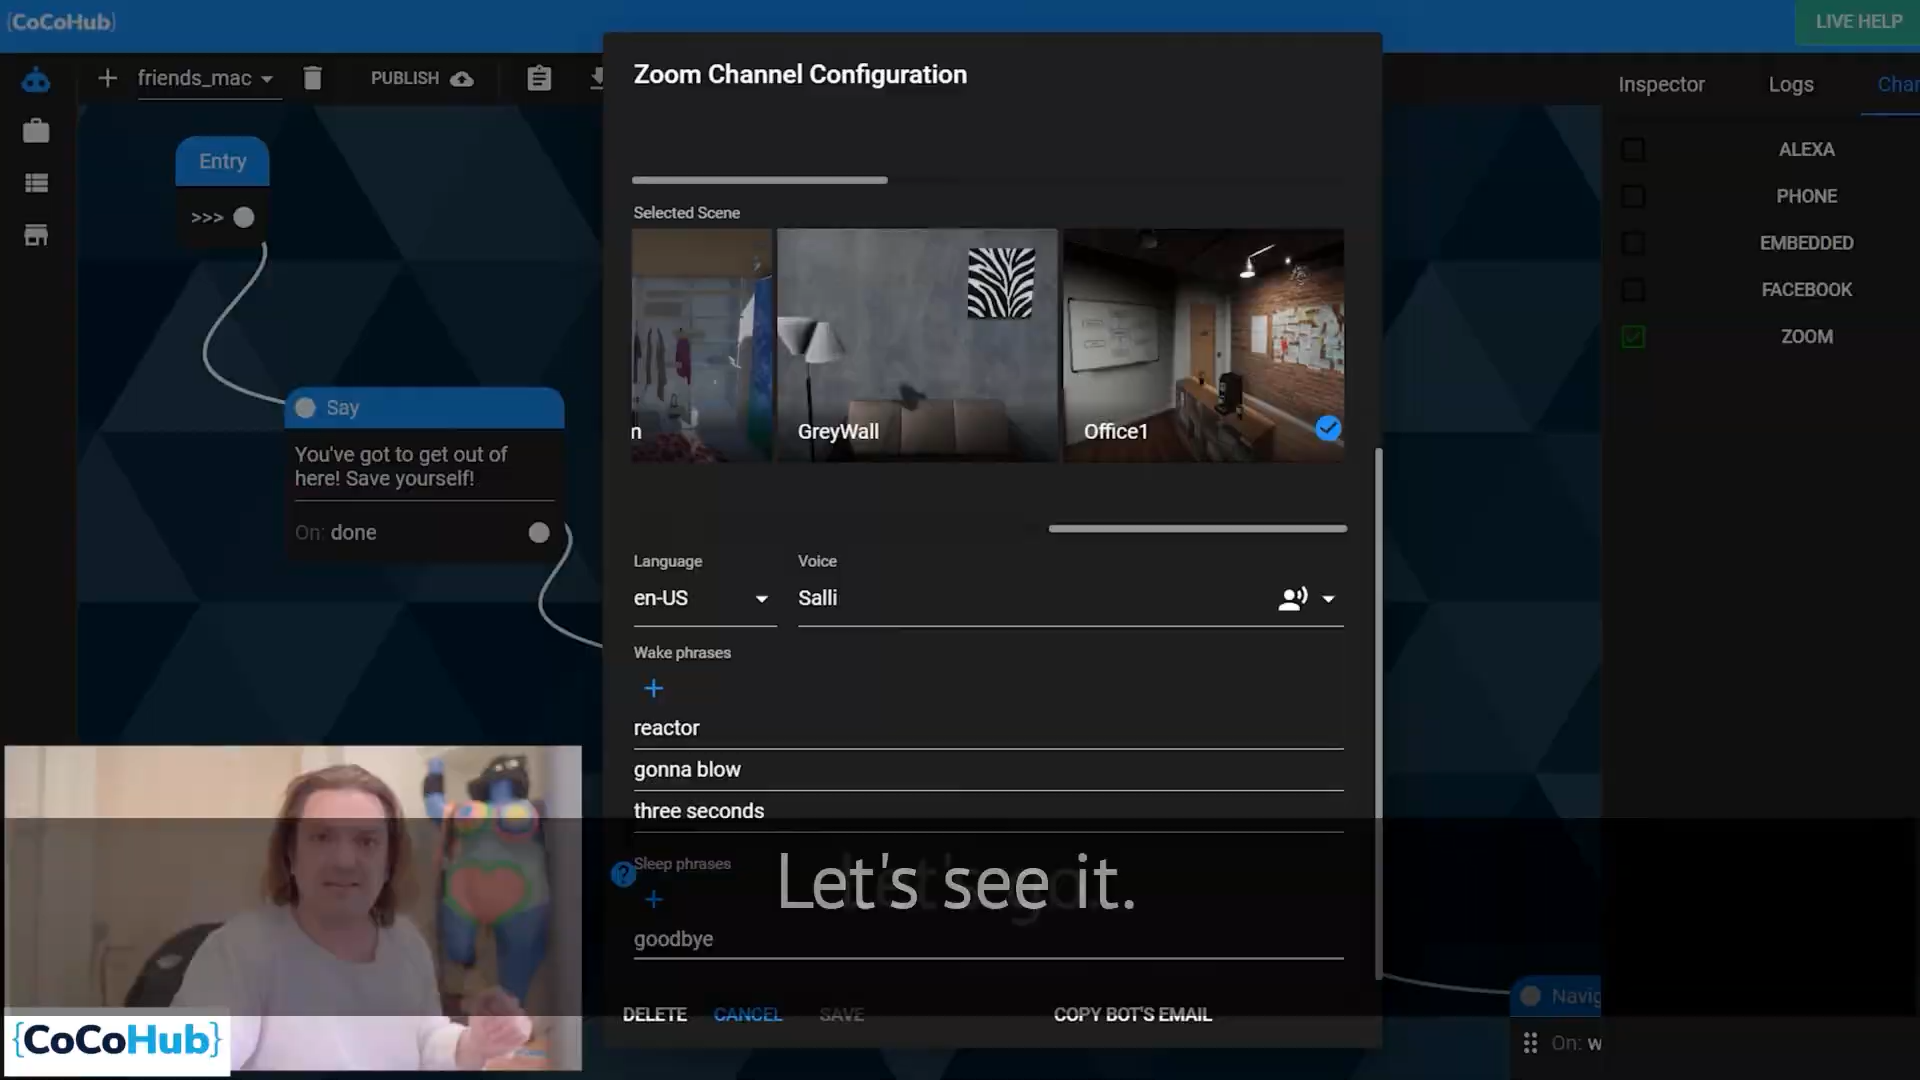 {CoCoHub}
LIVE HELP
friends_mac
PUBLISH
Zoom Channel Configuration
Inspector
Logs
Char
Entry
>>>
ALEXA
PHONE
EMBEDDED
FACEBOOK
ZOOM
Selected Scene
n
GreyWall
Office1
Say
You've got to get out of
here! Save yourself!
On: done
Language
Voice
en-US
Salli
Wake phrases
reactor
gonna blow
three seconds
Sleep phrases
Let's see it.
goodbye
DELETE
CANCEL
SAVE
COPY BOT'S EMAIL
Navig
On: w
{CoCoHub}